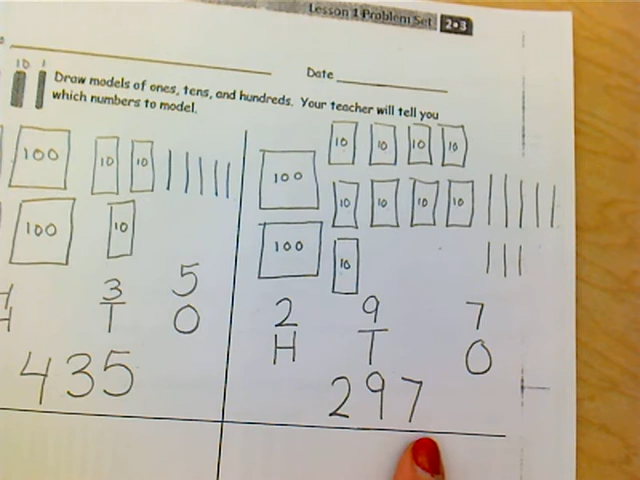 Lesson 1 Problem Set 2•3
Date
10 1
Draw models of ones, tens, and hundreds. Your teacher will tell you
which numbers to model.
100 10 10
100 10
3 5
H T O
435
100 10 10 10 10
10 10 10 10
100 10
2 9 7
H T O
297